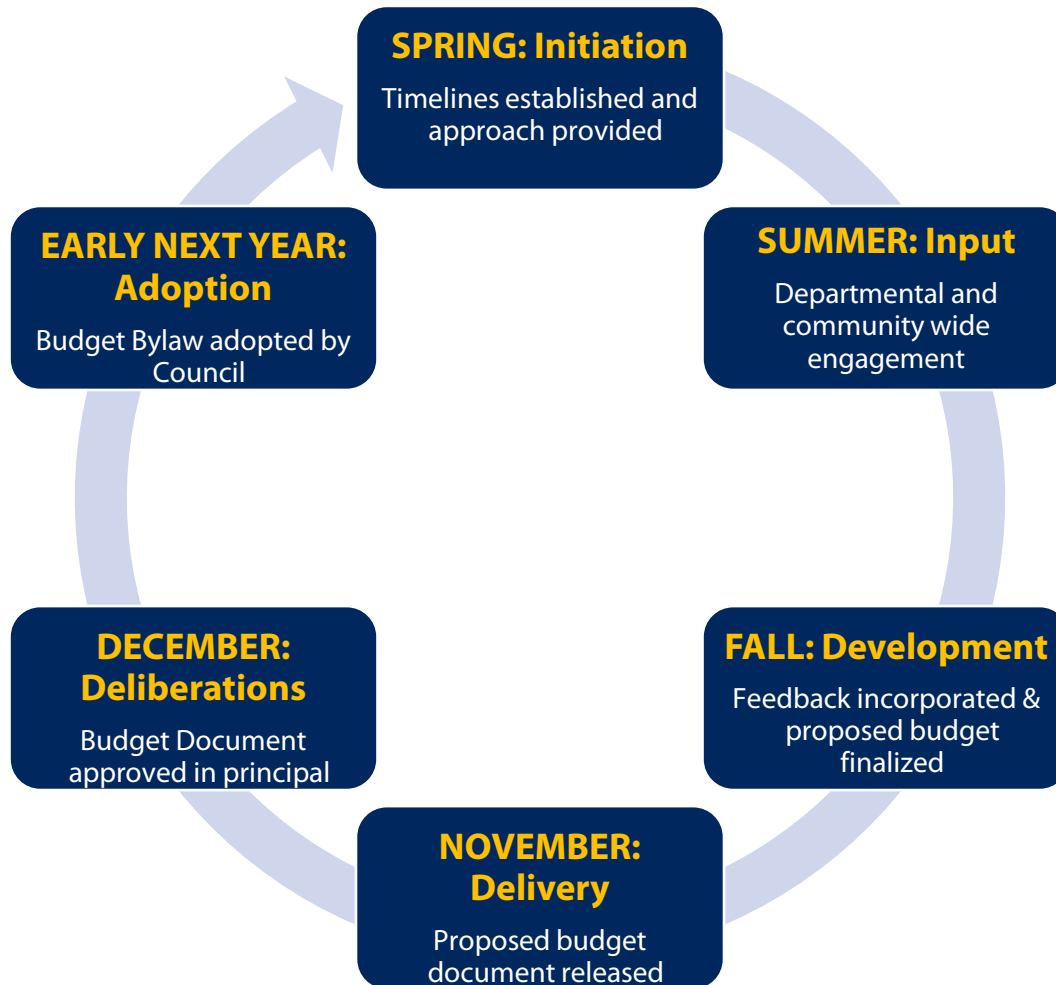 SPRING: Initiation
Timelines established and
approach provided
SUMMER: Input
Departmental and
community wide
engagement
FALL: Development
Feedback incorporated &
proposed budget
finalized
NOVEMBER:
Delivery
Proposed budget
document released
DECEMBER:
Deliberations
Budget Document
approved in principal
EARLY NEXT YEAR:
Adoption
Budget Bylaw adopted by
Council